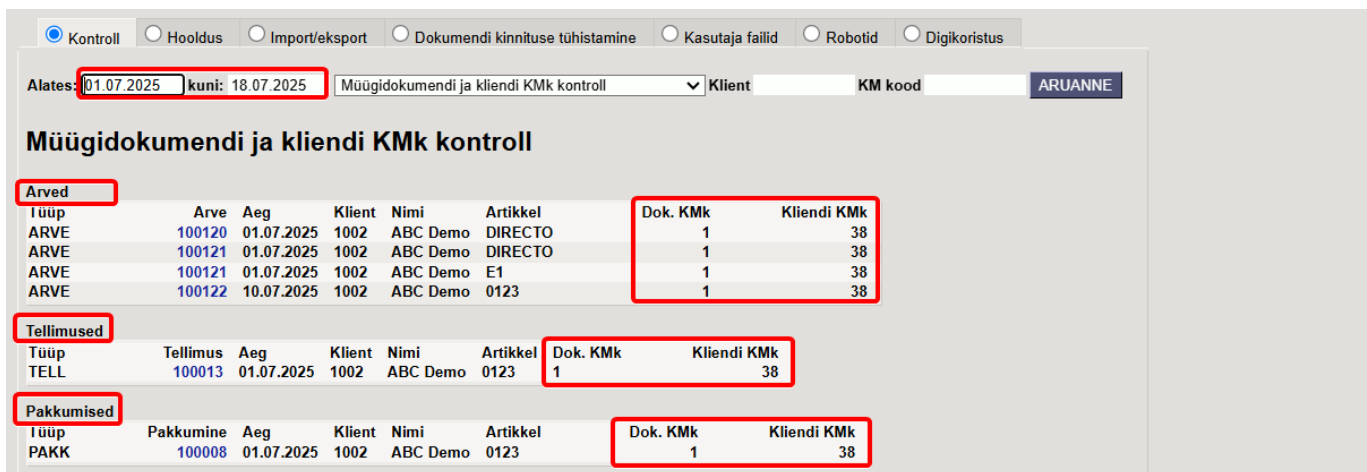 Kontroll Hooldus Import/eksport Dokumendi kinnituse tühistamine Kasutaja failid Robotid Digikoristus
Alates: 01.07.2025 kuni: 18.07.2025 Müügidokumendi ja kliendi KMk kontroll Klient KM kood ARUANNE
Müügidokumendi ja kliendi KMk kontroll
Arved
Tüüp Arve Aeg Klient Nimi Artikkel Dok. KMk Kliendi KMk
ARVE 100120 01.07.2025 1002 ABC Demo DIRECTO 1 38
ARVE 100121 01.07.2025 1002 ABC Demo DIRECTO 1 38
ARVE 100121 01.07.2025 1002 ABC Demo E1 1 38
ARVE 100122 10.07.2025 1002 ABC Demo 0123 1 38
Tellimused
Tüüp Tellimus Aeg Klient Nimi Artikkel Dok. KMk Kliendi KMk
TELL 100013 01.07.2025 1002 ABC Demo 0123 1 38
Pakkumised
Tüüp Pakkumine Aeg Klient Nimi Artikkel Dok. KMk Kliendi KMk
PAKK 100008 01.07.2025 1002 ABC Demo 0123 1 38